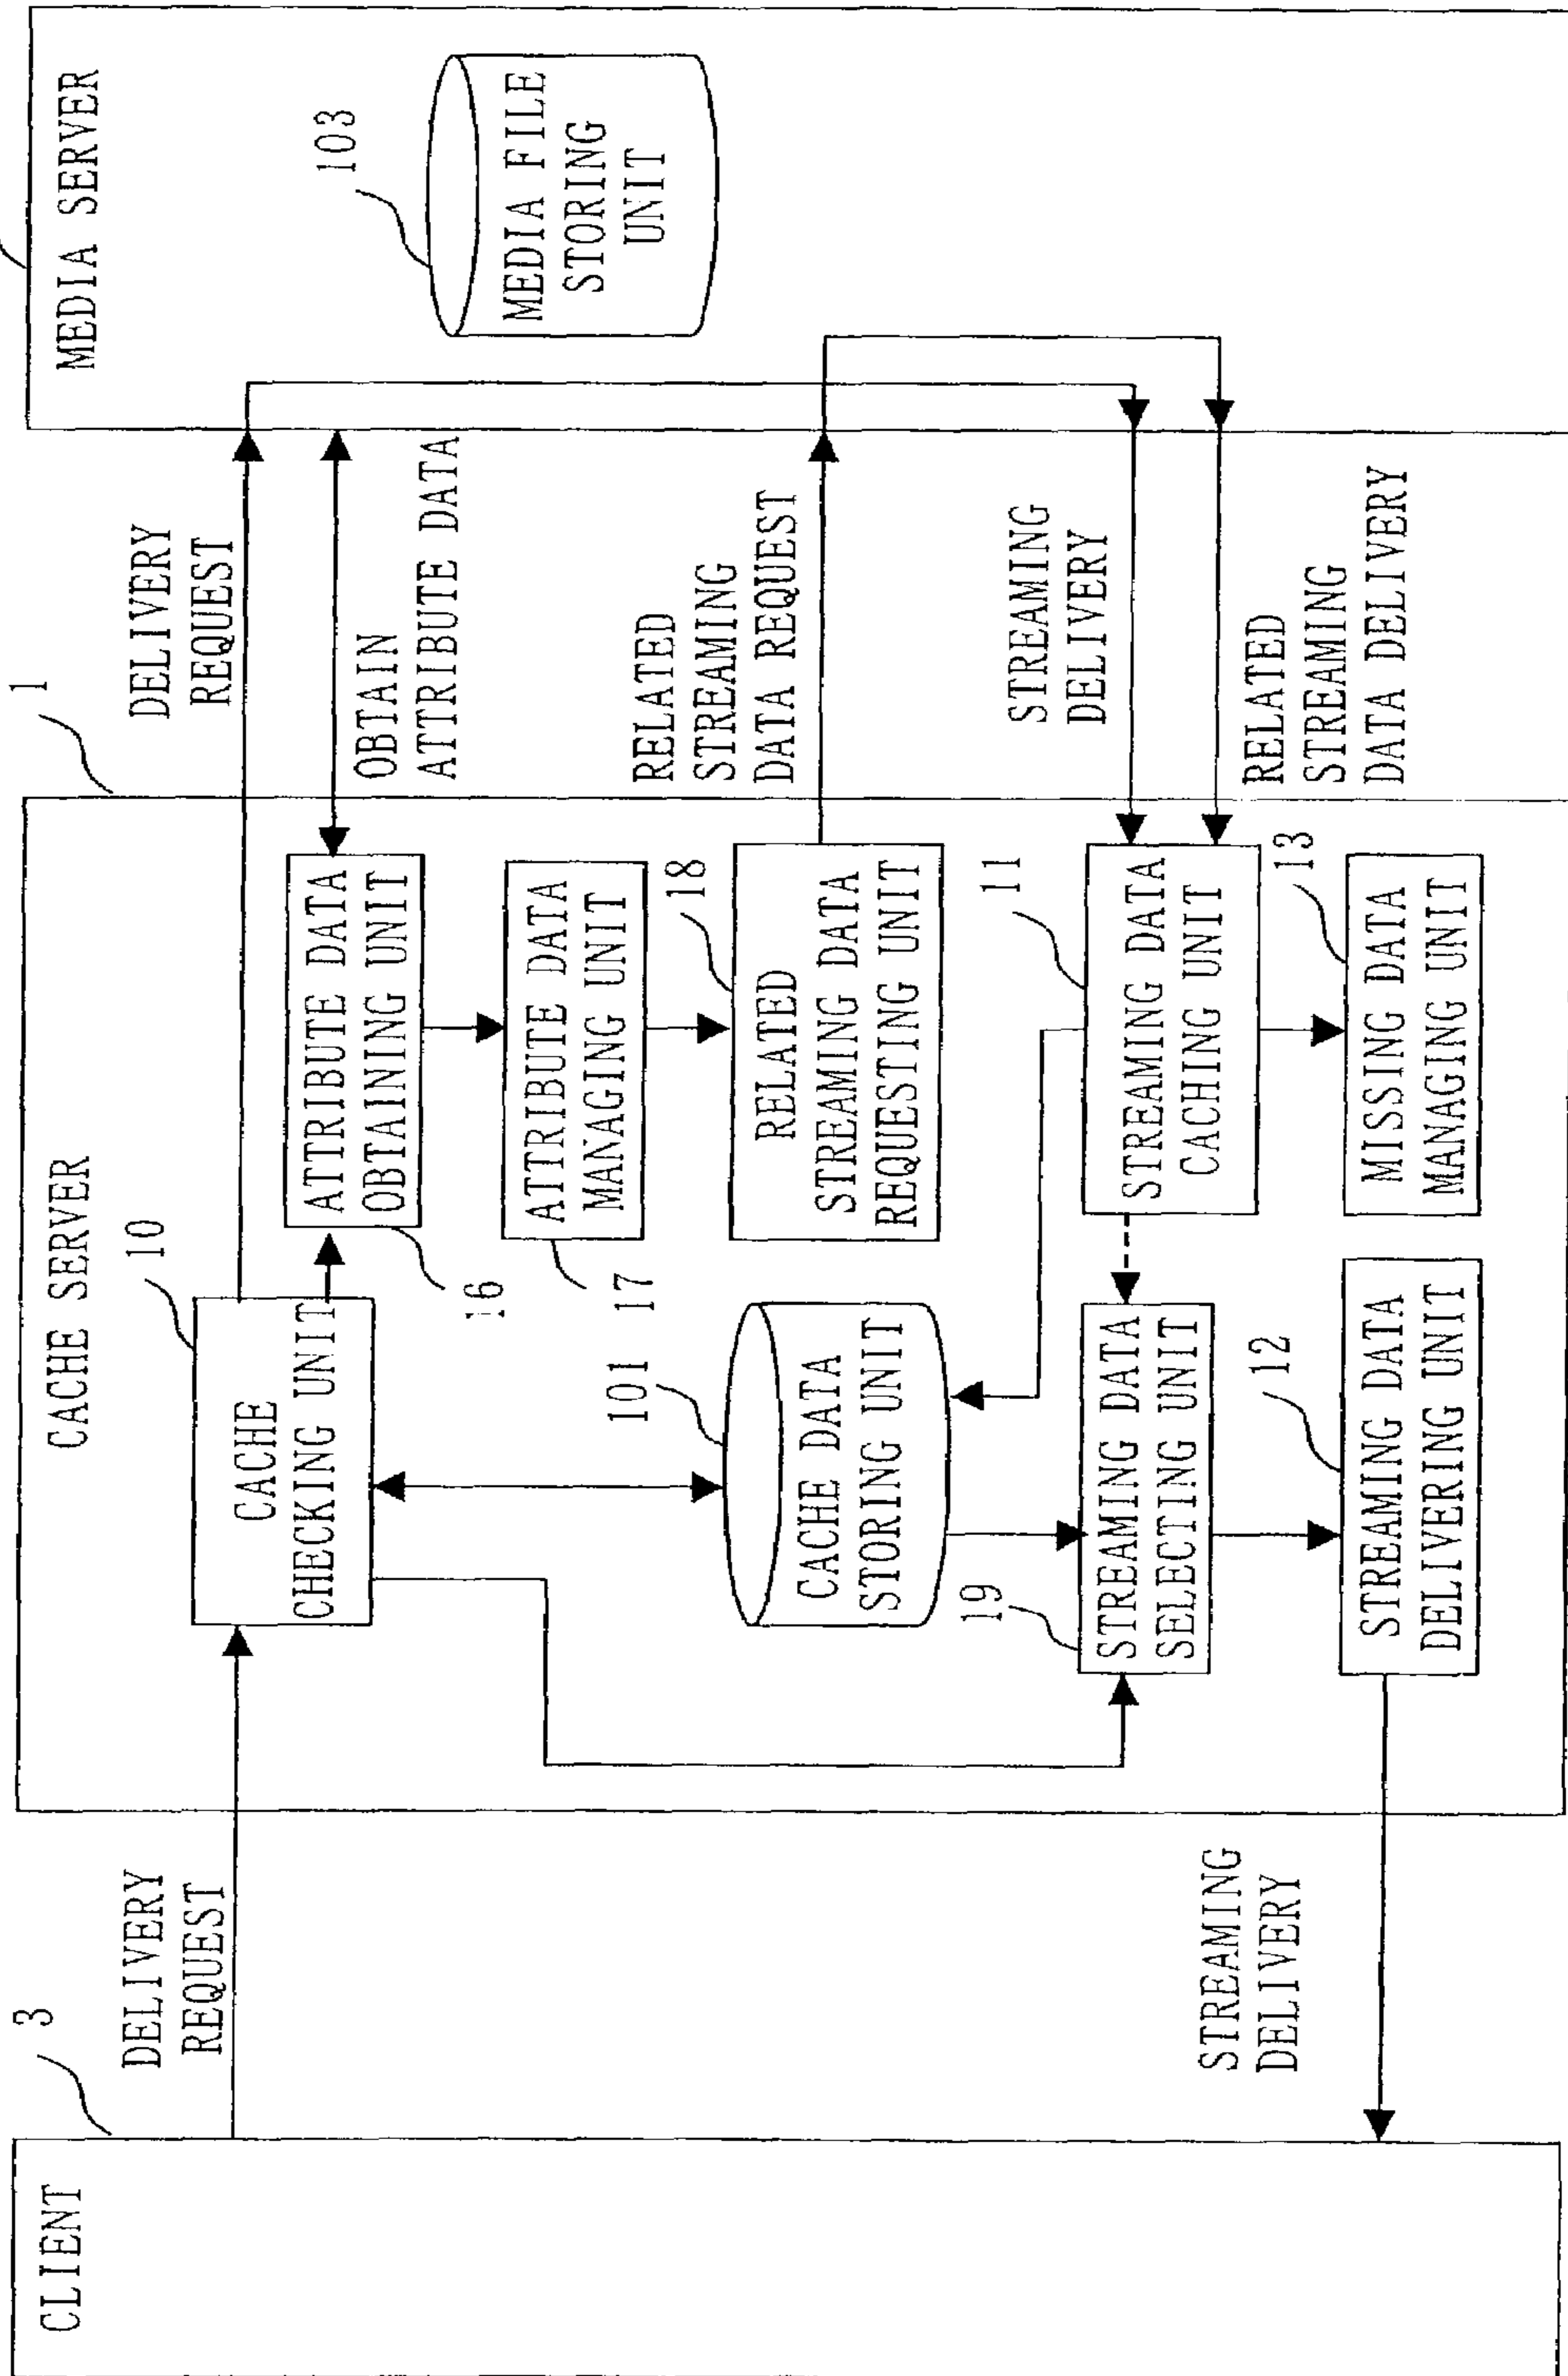 CLIENT
3
DELIVERY
REQUEST
STREAMING
DELIVERY
CACHE SERVER
1
10
CACHE
CHECKING UNIT
ATTRIBUTE DATA
OBTAINING UNIT
16
ATTRIBUTE DATA
MANAGING UNIT
17
RELATED
STREAMING DATA
REQUESTING UNIT
18
101
CACHE DATA
STORING UNIT
STREAMING DATA
CACHING UNIT
11
19
STREAMING DATA
SELECTING UNIT
12
STREAMING DATA
DELIVERING UNIT
13
MISSING DATA
MANAGING UNIT
DELIVERY
REQUEST
OBTAIN
ATTRIBUTE DATA
RELATED
STREAMING
DATA REQUEST
STREAMING
DELIVERY
RELATED
STREAMING
DATA DELIVERY
MEDIA SERVER
103
MEDIA FILE
STORING
UNIT